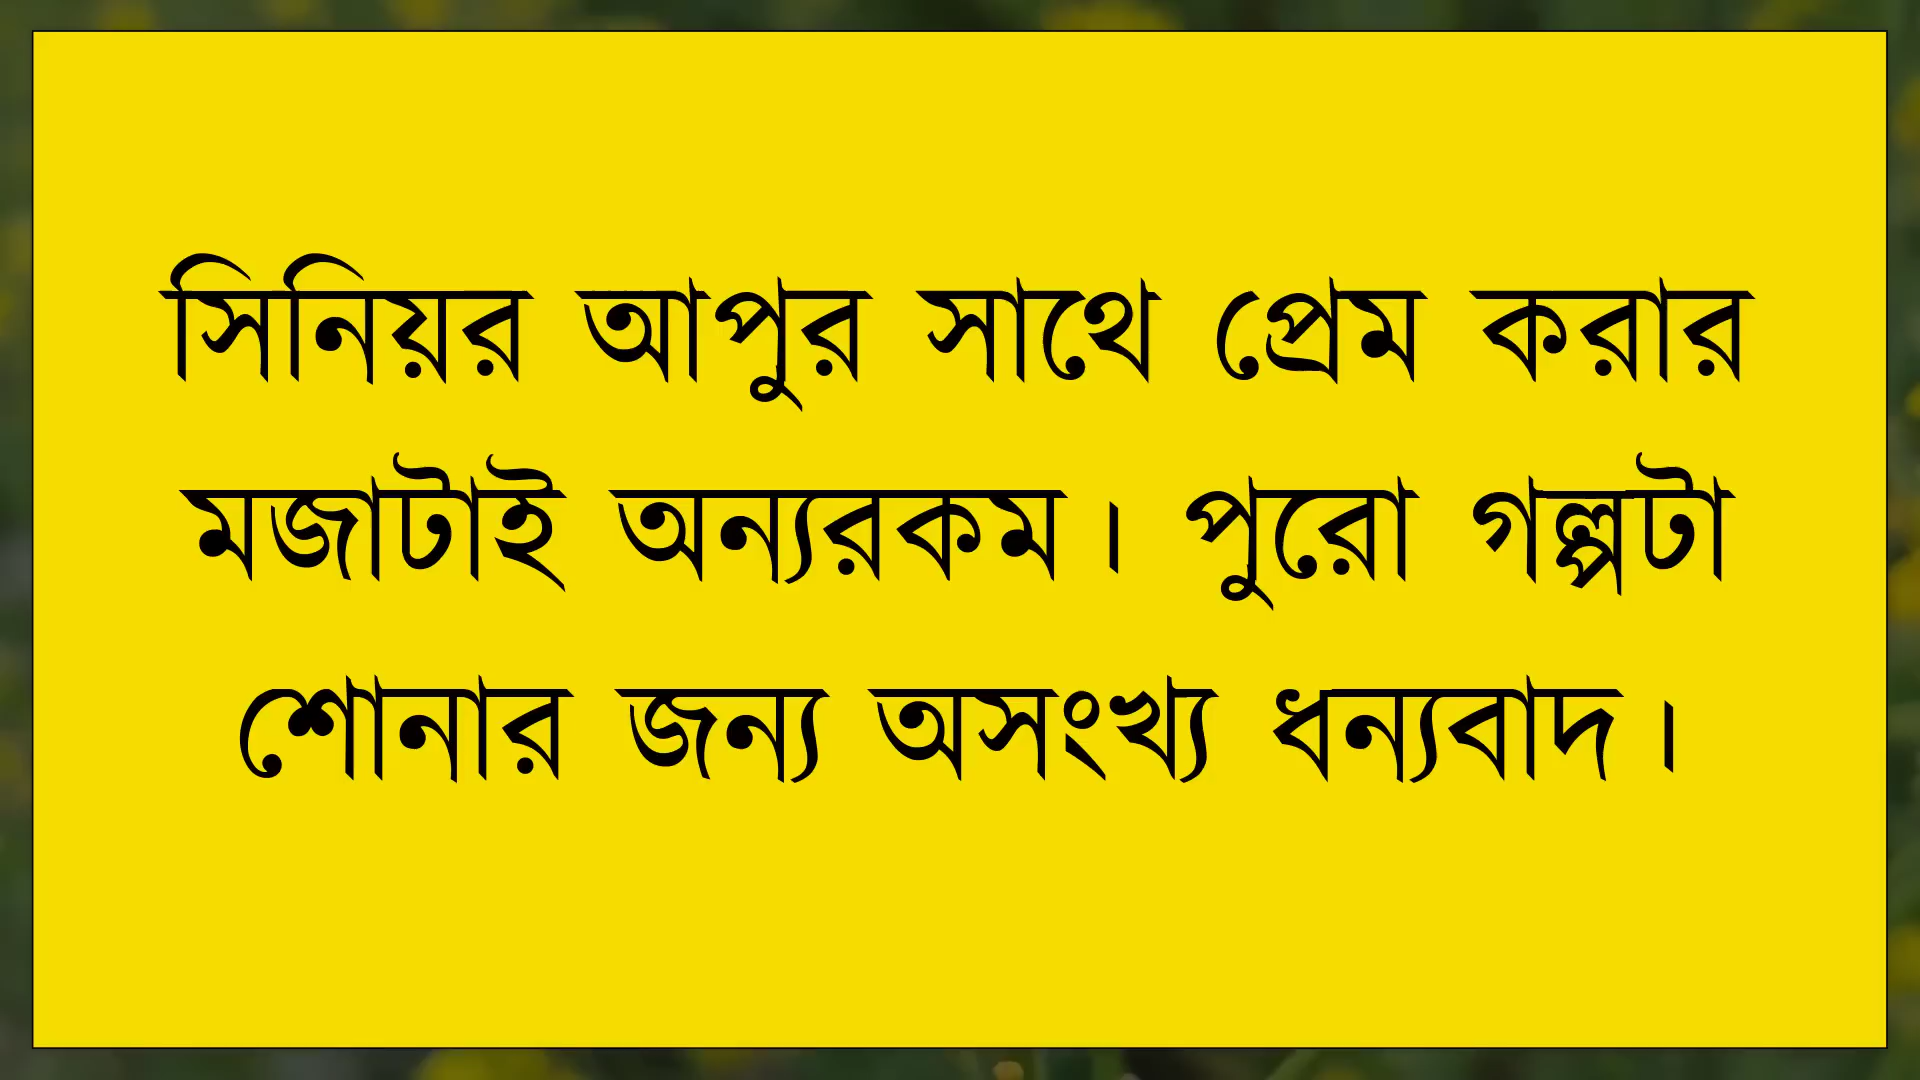 সিনিয়র আপুর সাথে প্রেম করার
মজাটাই অন্যরকম। পুরো গল্পটা
শোনার জন্য অসংখ্য ধন্যবাদ।